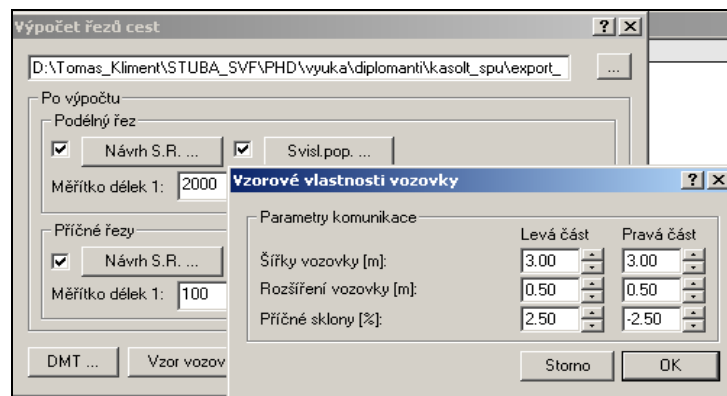 Výpočet řezů cest
D:\Tomas_Kliment\STUBA_SVF\PHD\vyuka\diplomanti\kasolt_spu\export_
...
Po výpočtu
Podélný řez
Návrh S.R. ...
Svisl.pop. ...
Měřítko délek 1: 2000
Příčné řezy
Návrh S.R. ...
Měřítko délek 1: 100
DMT ...
Vzor vozov
Vzorové vlastnosti vozovky
Parametry komunikace
Levá část Pravá část
Šířky vozovky [m]: 3.00 3.00
Rozšíření vozovky [m]: 0.50 0.50
Příčné sklony [%]: 2.50 -2.50
Storno OK